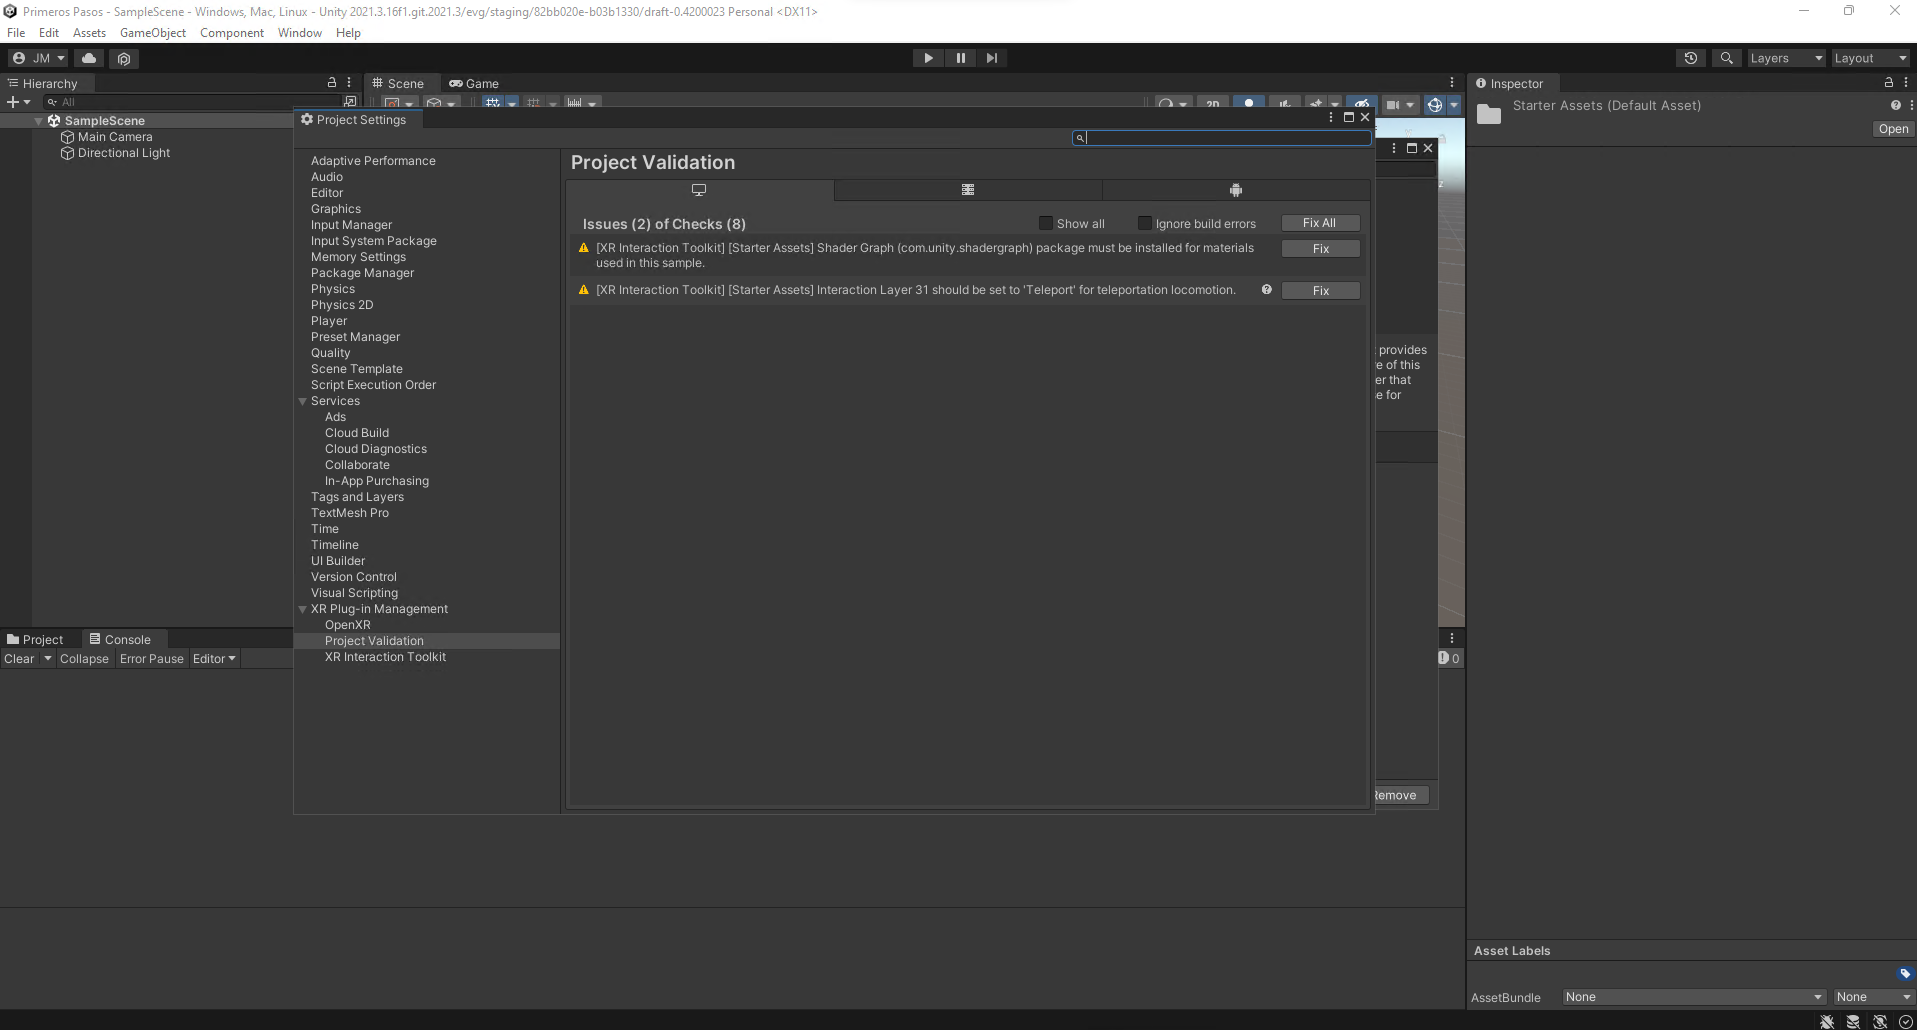 Primeros Pasos - SampleScene - Windows, Mac, Linux - Unity 2021.3.16f1.git.2021.3/evg/staging/82bb020e-b03b1330/draft-0.4200023 Personal <DX11>
File Edit Assets GameObject Component Window Help
JM Layers Layout
Hierarchy Scene Game Inspector
All 2D
Starter Assets (Default Asset)
Open
SampleScene
Main Camera
Directional Light
Project Settings
Project Validation
Adaptive Performance
Audio
Editor
Graphics
Input Manager
Input System Package
Memory Settings
Package Manager
Physics
Physics 2D
Player
Preset Manager
Quality
Scene Template
Script Execution Order
Services
Ads
Cloud Build
Cloud Diagnostics
Collaborate
In-App Purchasing
Tags and Layers
TextMesh Pro
Time
Timeline
UI Builder
Version Control
Visual Scripting
XR Plug-in Management
OpenXR
Project Validation
XR Interaction Toolkit
Issues (2) of Checks (8) Show all Ignore build errors Fix All
[XR Interaction Toolkit] [Starter Assets] Shader Graph (com.unity.shadergraph) package must be installed for materials
used in this sample.
Fix
[XR Interaction Toolkit] [Starter Assets] Interaction Layer 31 should be set to 'Teleport' for teleportation locomotion.
Fix
provides
e of this
er that
e for
Remove
Project Console
Clear Collapse Error Pause Editor
0
Asset Labels
AssetBundle None None